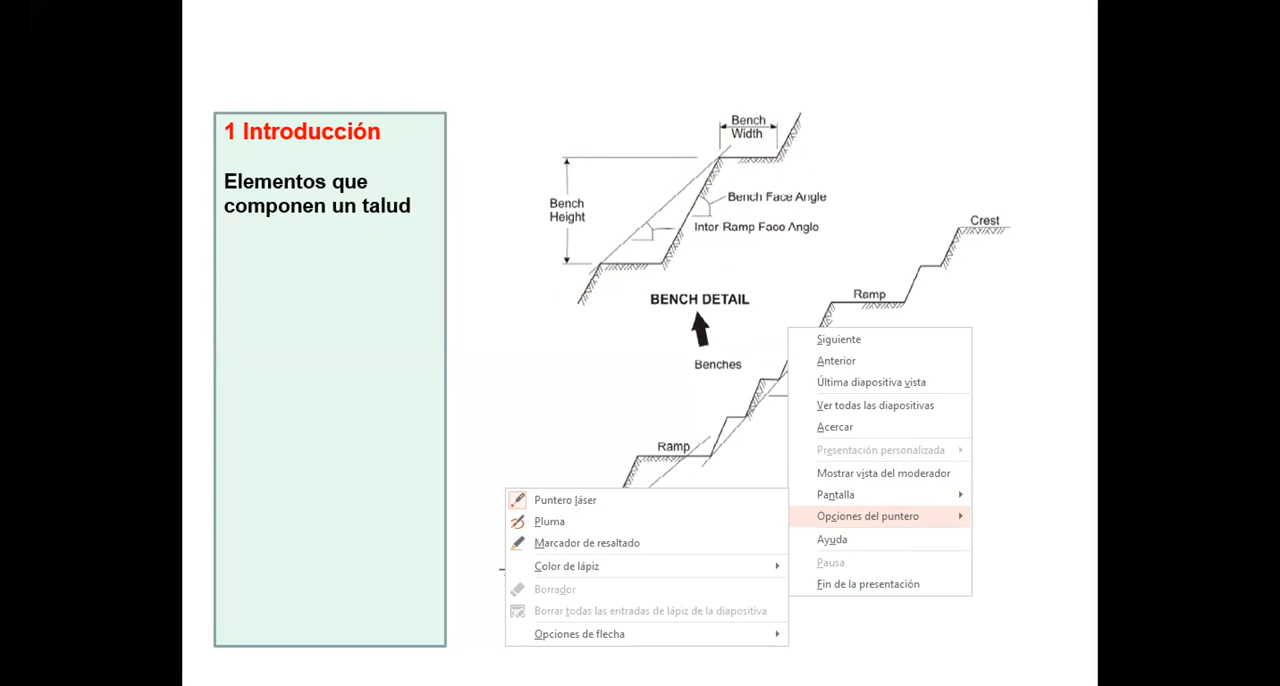 1 Introducción
Elementos que
componen un talud
Bench
Width
Bench
Height
Bench Face Angle
Inter Ramp Face Angle
BENCH DETAIL
Crest
Ramp
Benches
Ramp
Siguiente
Anterior
Última diapositiva vista
Ver todas las diapositivas
Acercar
Presentación personalizada
Mostrar vista del moderador
Pantalla
Opciones del puntero
Ayuda
Pausa
Fin de la presentación
Puntero láser
Pluma
Marcador de resaltado
Color de lápiz
Borrador
Borrar todas las entradas de lápiz de la diapositiva
Opciones de flecha